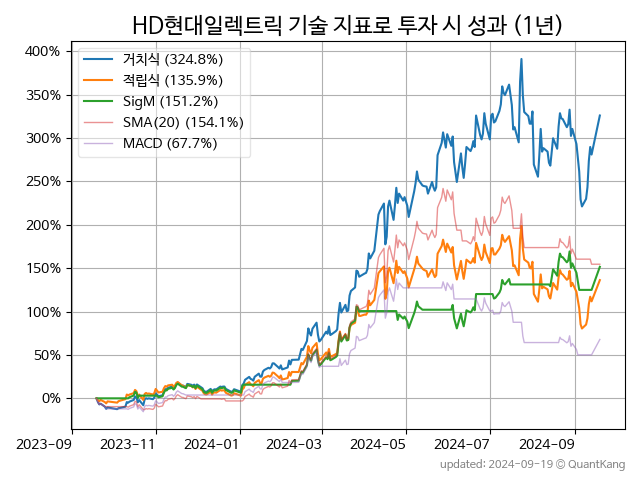 HD현대일렉트릭 기술 지표로 투자 시 성과 (1년)
400%
350%
300%
250%
200%
150%
100%
50%
0%
거치식 (324.8%)
적립식 (135.9%)
SigM (151.2%)
SMA(20) (154.1%)
MACD (67.7%)
2023-09 2023-11 2024-01 2024-03 2024-05 2024-07 2024-09
updated: 2024-09-19 @ QuantKang